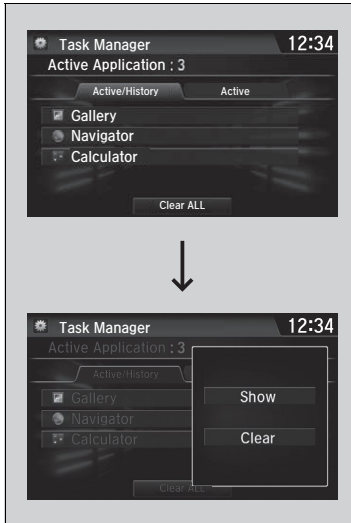 Task Manager 12:34
Active Application : 3
Active/History Active
Gallery
Navigator
Calculator
Clear ALL
Task Manager 12:34
Active Application : 3
Active/History
Gallery
Navigator
Calculator
Show
Clear
Clear ALL